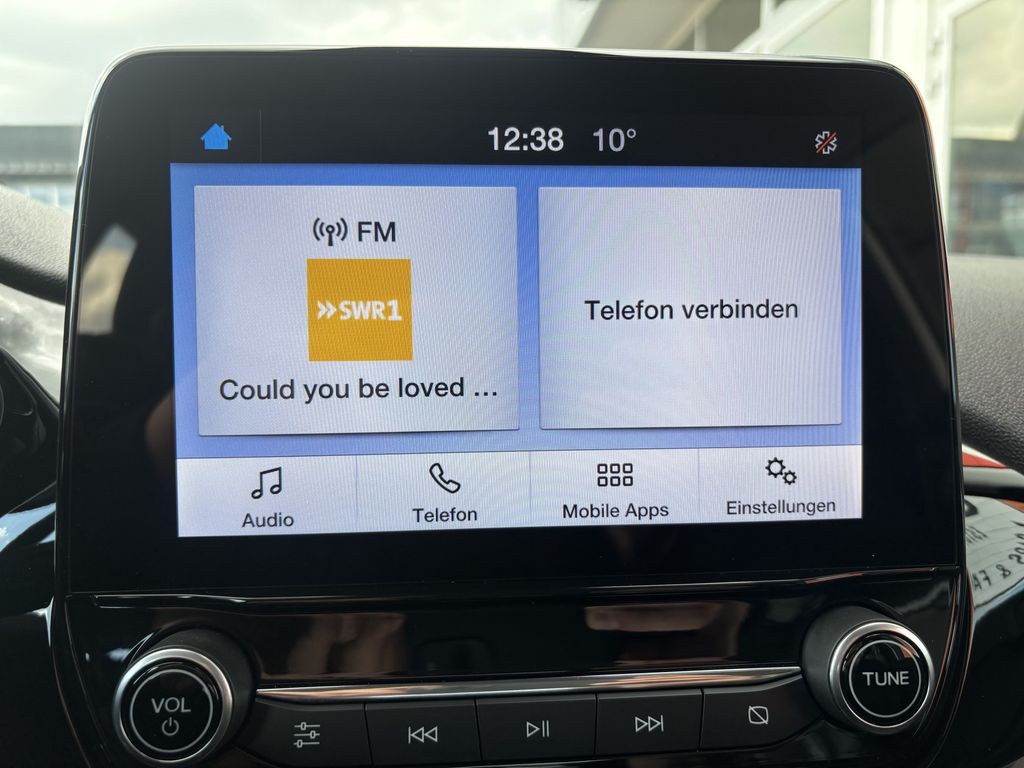 12:38 10°
FM
SWR1
Could you be loved ...
Telefon verbinden
Audio
Telefon
Mobile Apps
Einstellungen
VOL
TUNE